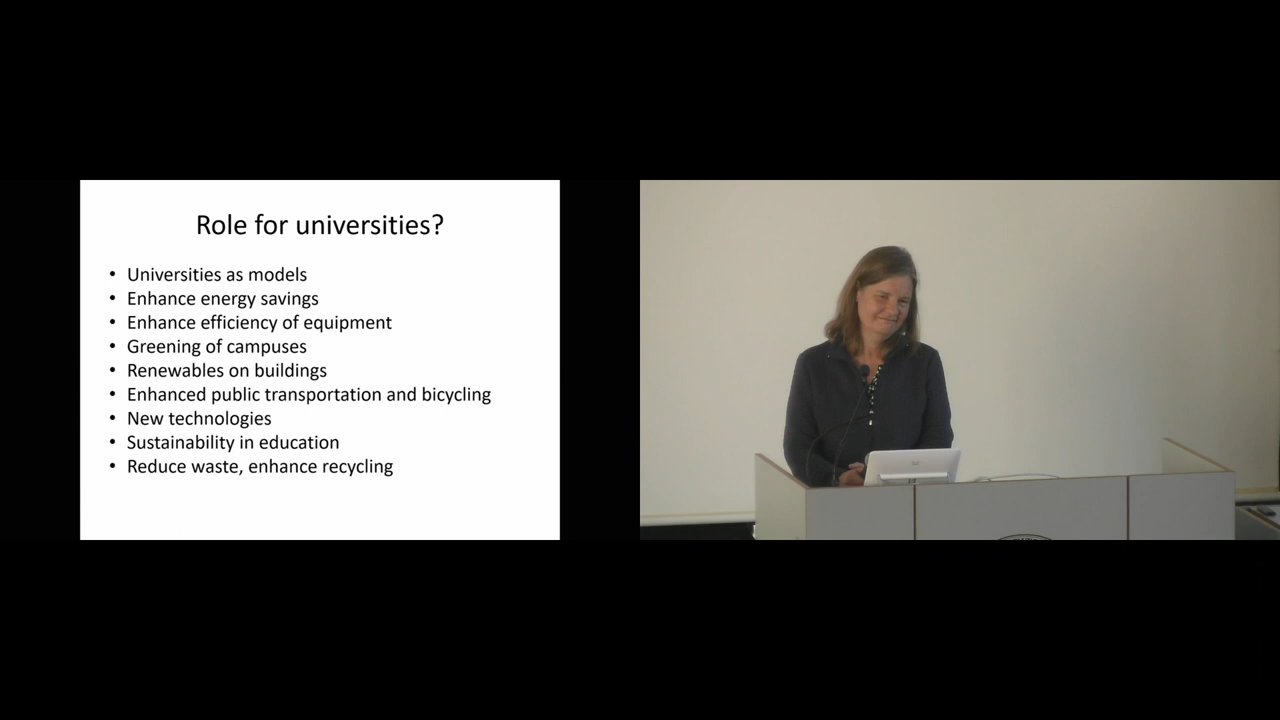 Role for universities?
• Universities as models
• Enhance energy savings
• Enhance efficiency of equipment
• Greening of campuses
• Renewables on buildings
• Enhanced public transportation and bicycling
• New technologies
• Sustainability in education
• Reduce waste, enhance recycling